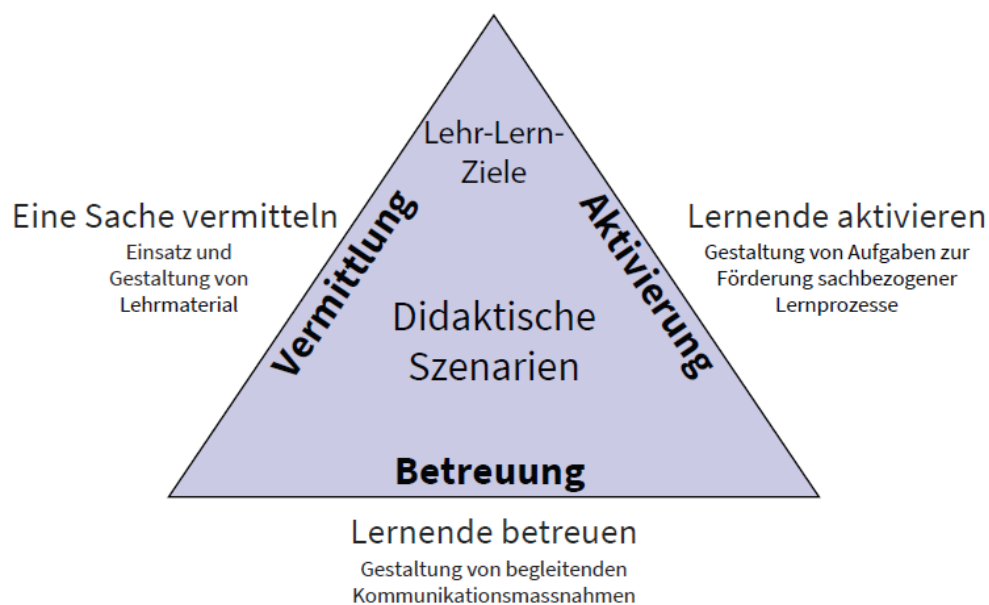 Lehr-Lern-
Ziele
Eine Sache vermitteln
Einsatz und
Gestaltung von
Lehrmaterial
Vermittlung
Aktivierung
Lernende aktivieren
Gestaltung von Aufgaben zur
Förderung sachbezogener
Lernprozesse
Didaktische
Szenarien
Betreuung
Lernende betreuen
Gestaltung von begleitenden
Kommunikationsmassnahmen